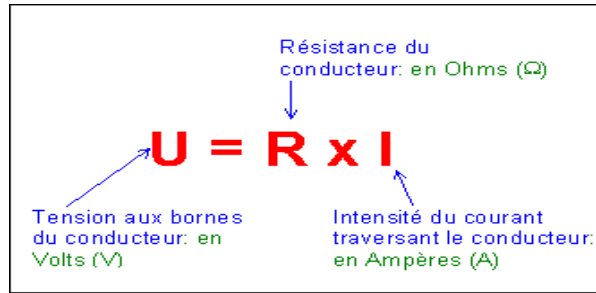 Résistance du
conducteur: en Ohms (Ω)
U = R x I
Tension aux bornes
du conducteur: en
Volts (V)
Intensité du courant
traversant le conducteur:
en Ampères (A)